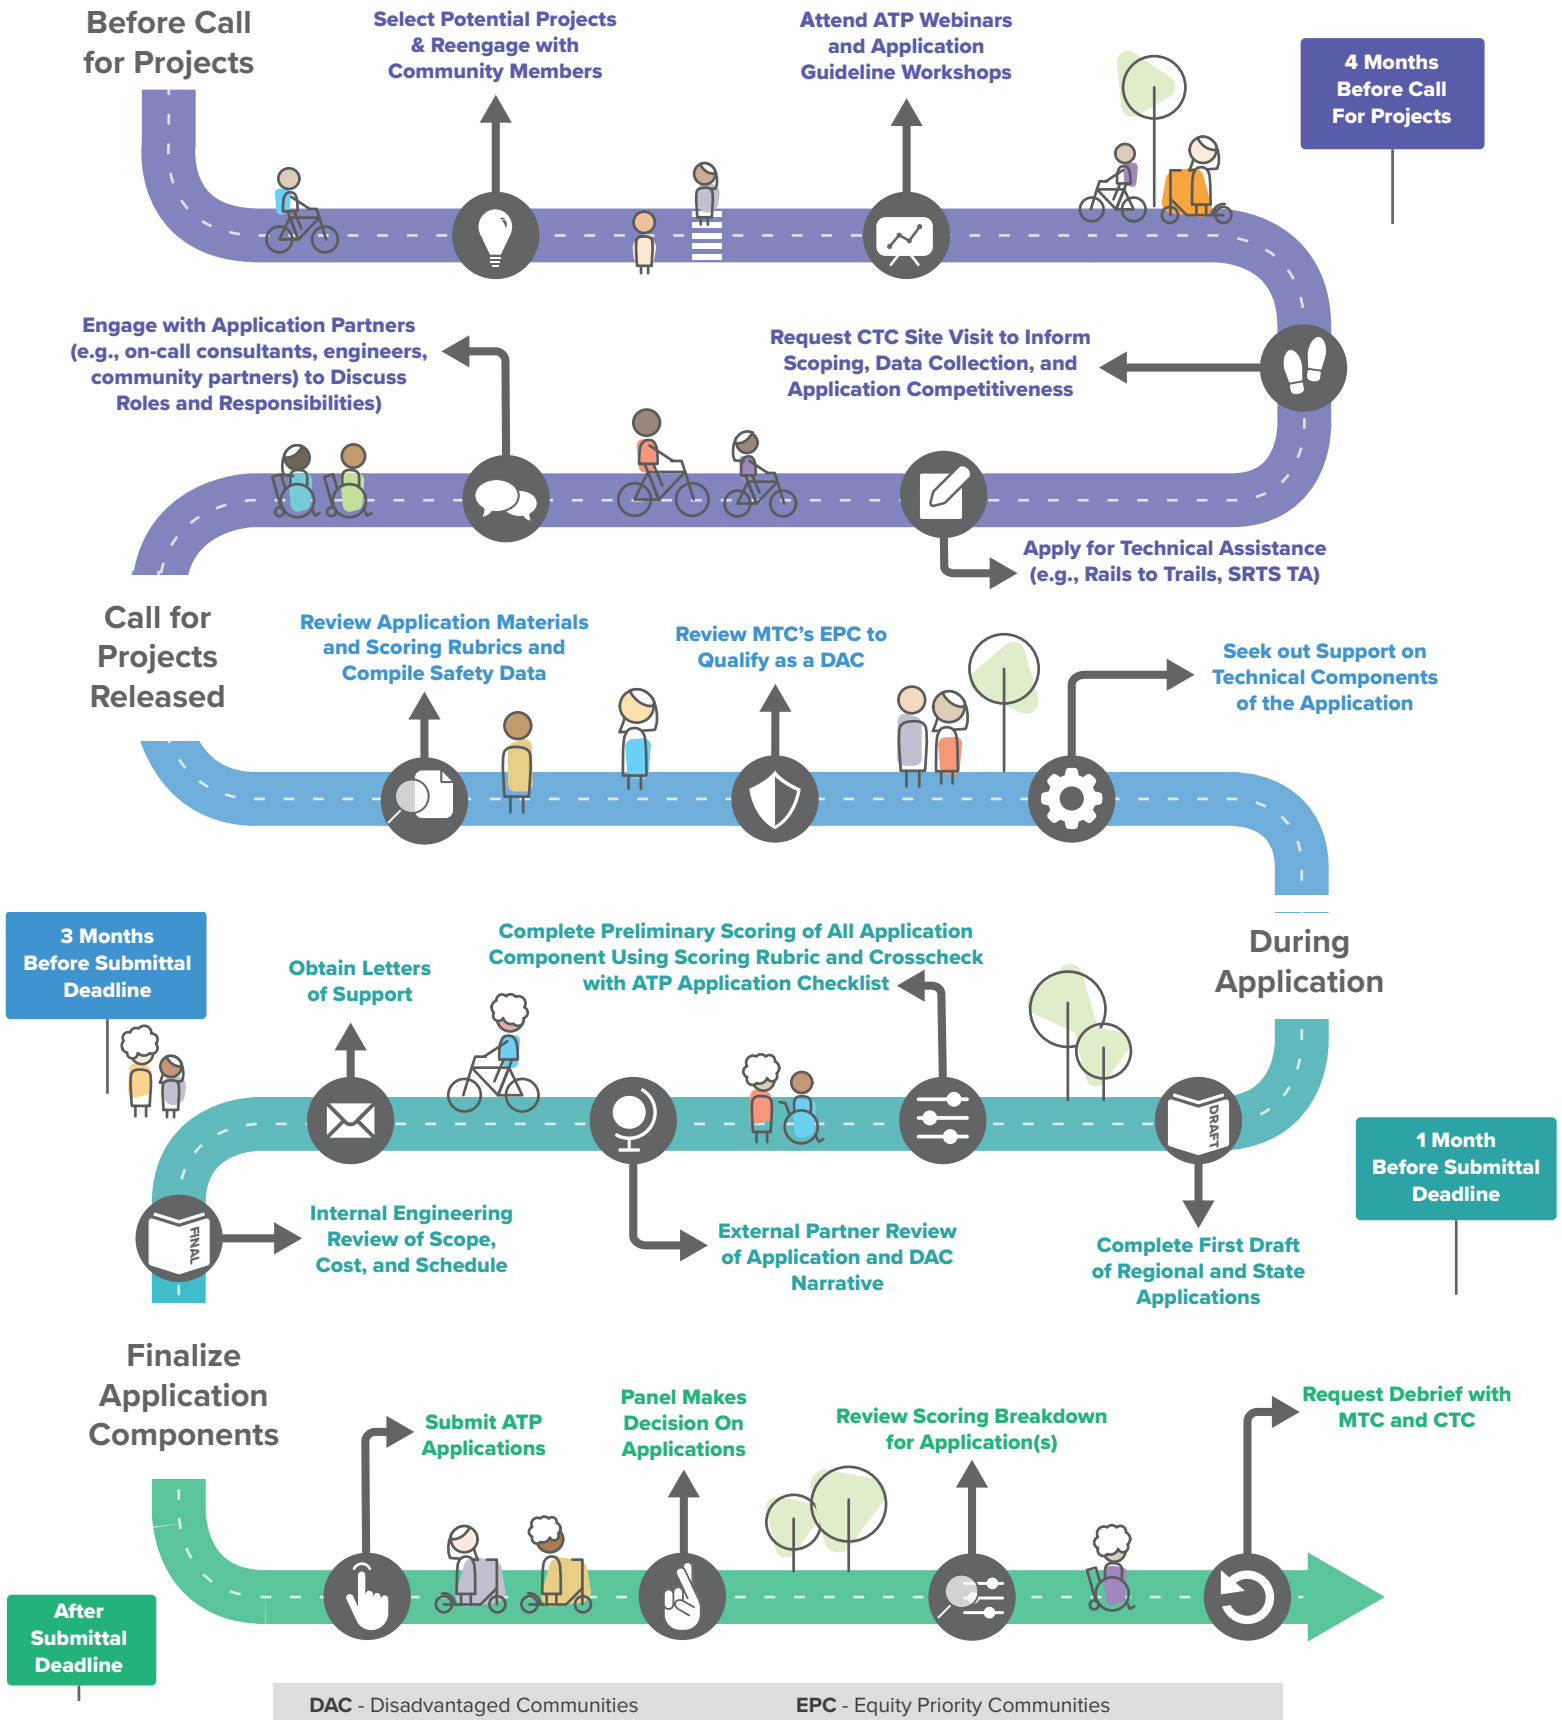 Before Call
for Projects
Select Potential Projects
& Reengage with
Community Members
Attend ATP Webinars
and Application
Guideline Workshops
4 Months
Before Call
For Projects
Request CTC Site Visit to Inform
Scoping, Data Collection, and
Application Competitiveness
Engage with Application Partners
(e.g., on-call consultants, engineers,
community partners) to Discuss
Roles and Responsibilities)
Apply for Technical Assistance
(e.g., Rails to Trails, SRTS TA)
Call for
Projects
Released
Review Application Materials
and Scoring Rubrics and
Compile Safety Data
Review MTC's EPC to
Qualify as a DAC
Seek out Support on
Technical Components
of the Application
3 Months
Before Submittal
Deadline
During
Application
Obtain Letters
of Support
Complete Preliminary Scoring of All Application
Component Using Scoring Rubric and Crosscheck
with ATP Application Checklist
DRAFT
1 Month
Before Submittal
Deadline
FINAL
Internal Engineering
Review of Scope,
Cost, and Schedule
External Partner Review
of Application and DAC
Narrative
Complete First Draft
of Regional and State
Applications
Finalize
Application
Components
Submit ATP
Applications
Panel Makes
Decision On
Applications
Review Scoring Breakdown
for Application(s)
Request Debrief with
MTC and CTC
After
Submittal
Deadline
DAC - Disadvantaged Communities
EPC - Equity Priority Communities